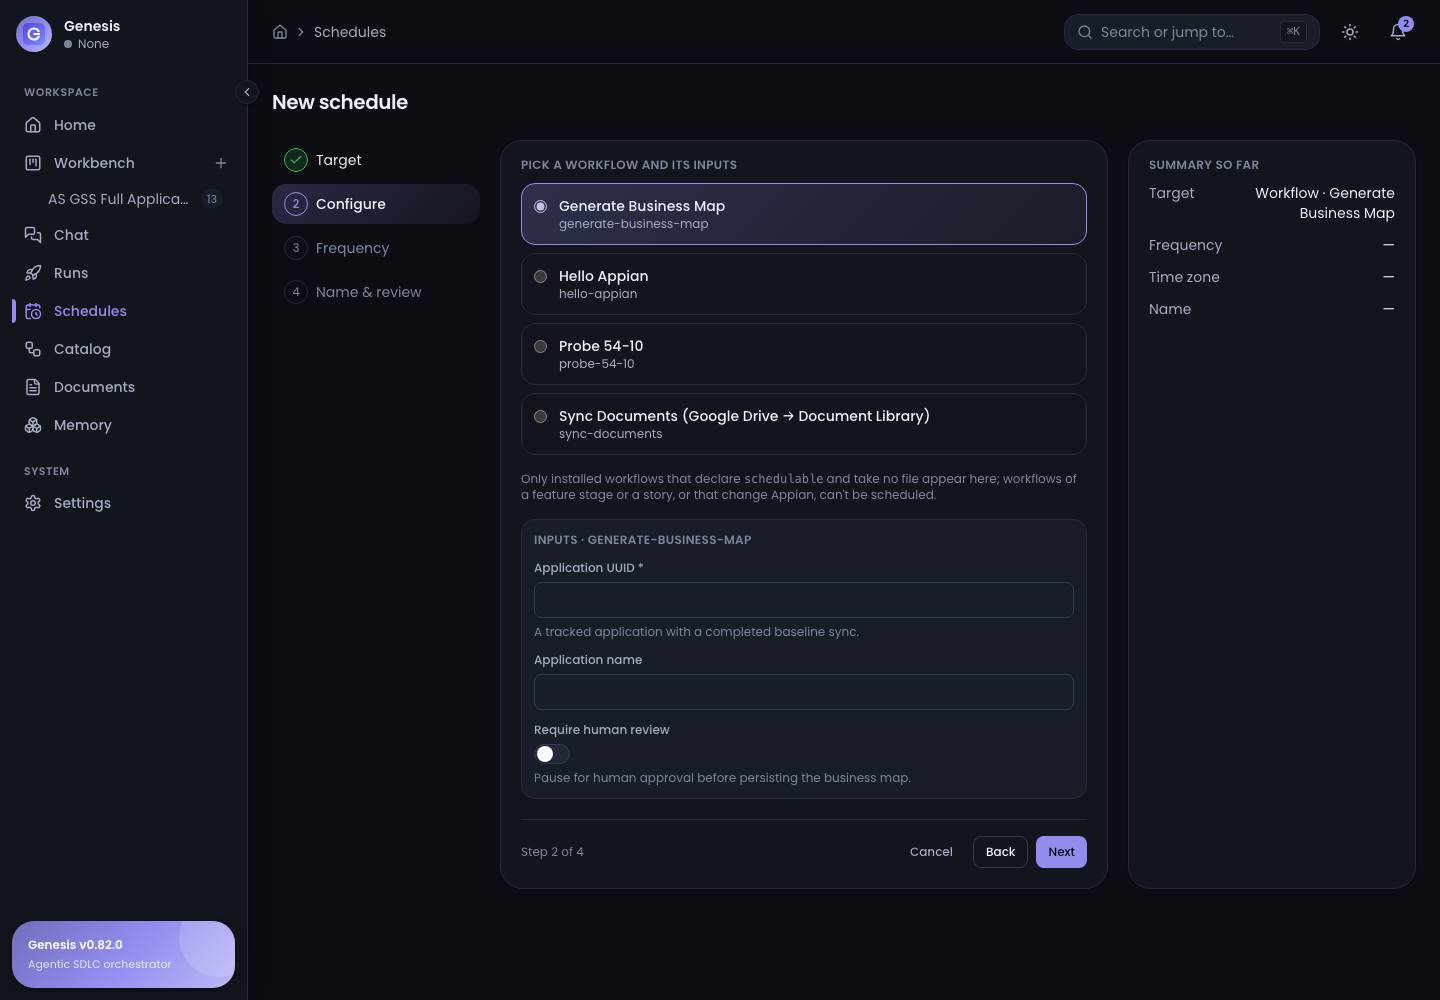 Genesis
None
WORKSPACE
Home
Workbench
AS GSS Full Applica... 13
Chat
Runs
Schedules
Catalog
Documents
Memory
SYSTEM
Settings
Genesis v0.82.0
Agentic SDLC orchestrator
Schedules
Search or jump to... ⌘K
2
New schedule
Target
2 Configure
3 Frequency
4 Name & review
PICK A WORKFLOW AND ITS INPUTS
Generate Business Map
generate-business-map
Hello Appian
hello-appian
Probe 54-10
probe-54-10
Sync Documents (Google Drive → Document Library)
sync-documents
Only installed workflows that declare schedulable and take no file appear here; workflows of
a feature stage or a story, or that change Appian, can't be scheduled.
INPUTS · GENERATE-BUSINESS-MAP
Application UUID *
A tracked application with a completed baseline sync.
Application name
Require human review
Pause for human approval before persisting the business map.
Step 2 of 4
Cancel Back Next
SUMMARY SO FAR
Target Workflow · Generate
Business Map
Frequency —
Time zone —
Name —